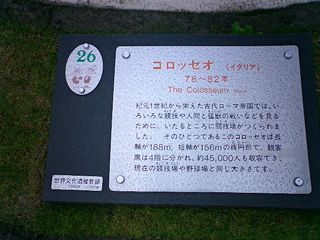 26
コロッセオ (イタリア)
78～82年
The Colosseum
紀元1世紀から栄えた古代ローマ帝国では、い
ろいろな競技や人間と猛獣の戦いなどを見る
ために、いたるところに競技場がつくられま
した。 そのひとつであるこのコロッセオは長
軸が188m、短軸が156mの楕円形で、観客
席は4階に分かれ、約45,000人も収容でき、
現在の競技場や野球場と同じ大きさです。
世界文化遺産登録